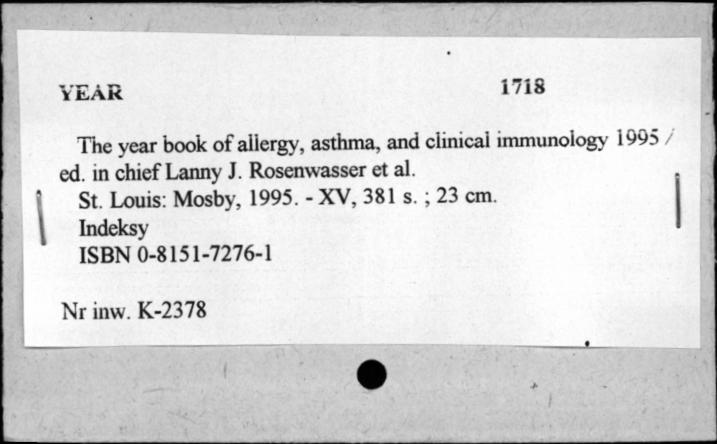 YEAR 1718
The year book of allergy, asthma, and clinical immunology 1995 /
ed. in chief Lanny J. Rosenwasser et al.
St. Louis: Mosby, 1995. - XV, 381 s. ; 23 cm.
Indeksy
ISBN 0-8151-7276-1
Nr inw. K-2378